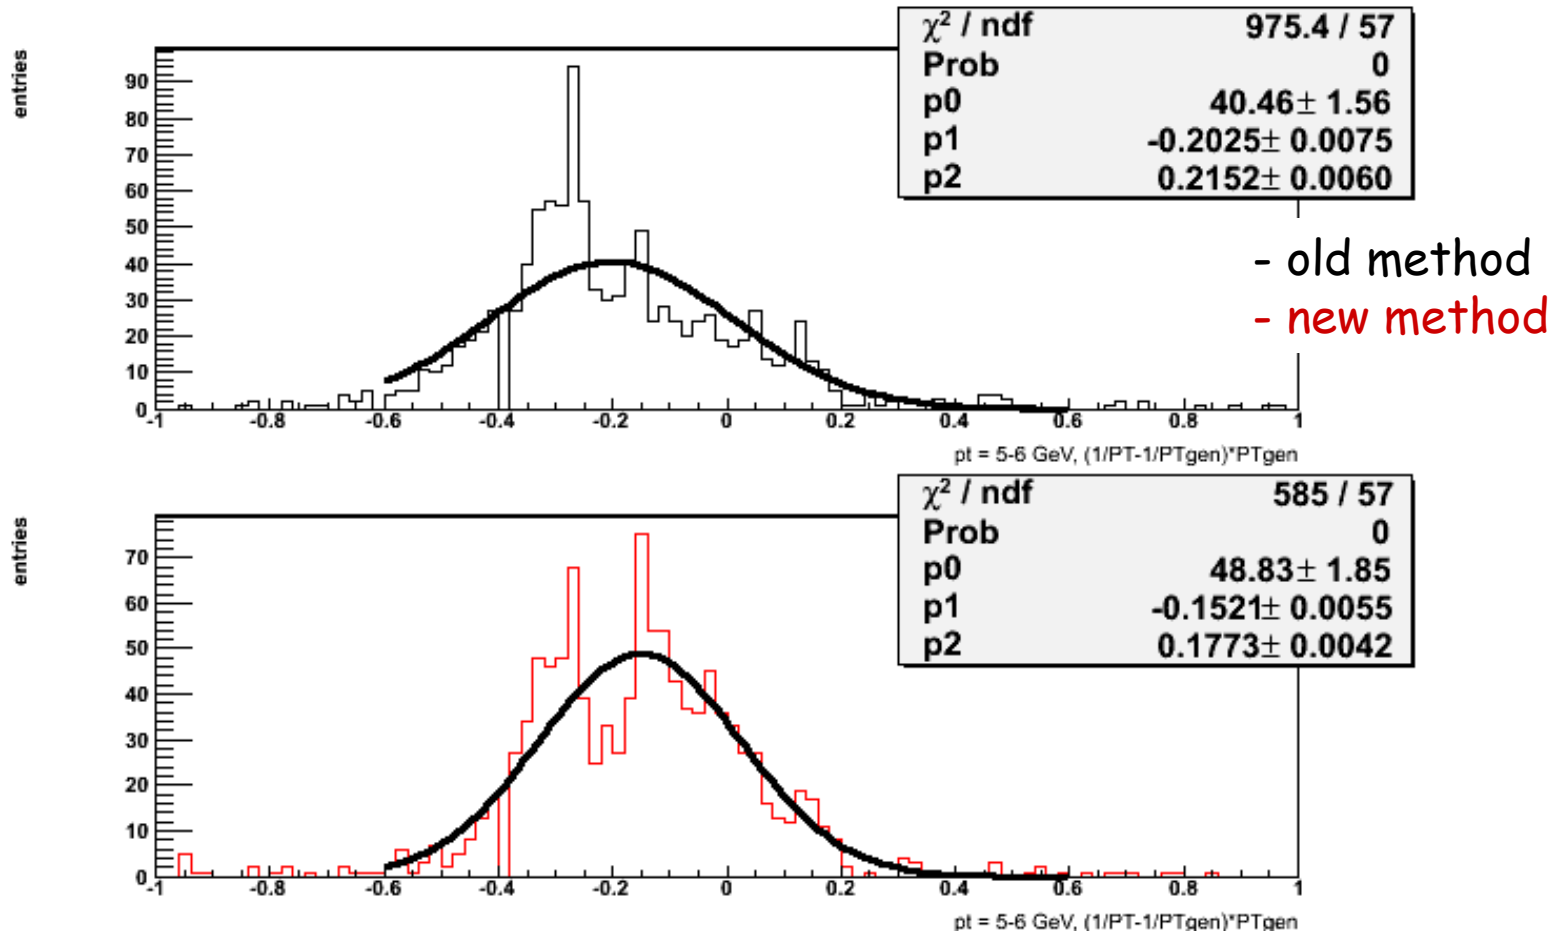 χ² / ndf 975.4 / 57
Prob 0
p0 40.46± 1.56
p1 -0.2025± 0.0075
p2 0.2152± 0.0060
entries
90
80
70
60
50
40
30
20
10
0
-1 -0.8 -0.6 -0.4 -0.2 0 0.2 0.4 0.6 0.8 1
pt = 5-6 GeV, (1/PT-1/PTgen)*PTgen
- old method
- new method
χ² / ndf 585 / 57
Prob 0
p0 48.83± 1.85
p1 -0.1521± 0.0055
p2 0.1773± 0.0042
entries
70
60
50
40
30
20
10
0
-1 -0.8 -0.6 -0.4 -0.2 0 0.2 0.4 0.6 0.8 1
pt = 5-6 GeV, (1/PT-1/PTgen)*PTgen